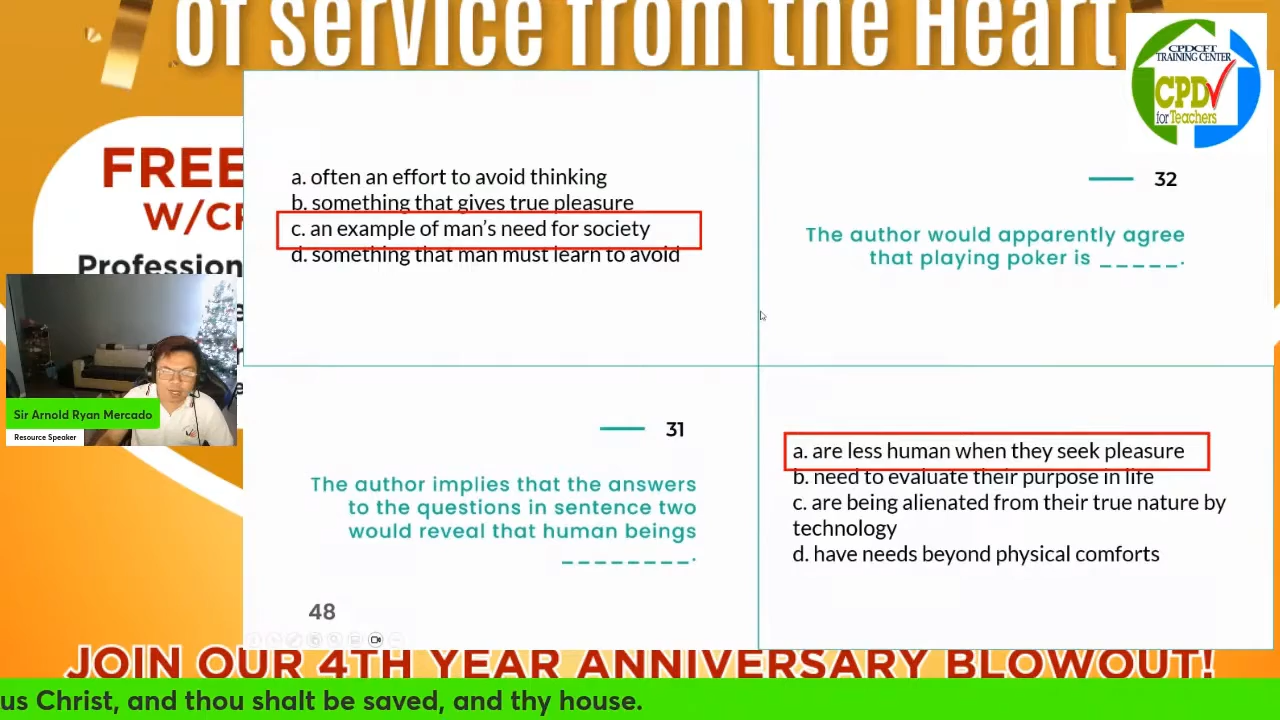 of service from the Heart
CPDCFT
TRAINING CENTER
CPD
for Teachers
FREE
W/CP
Profession
a. often an effort to avoid thinking
b. something that gives true pleasure
c. an example of man's need for society
d. something that man must learn to avoid
32
The author would apparently agree
that playing poker is _____.
Sir Arnold Ryan Mercado
Resource Speaker
31
The author implies that the answers
to the questions in sentence two
would reveal that human beings
________.
48
a. are less human when they seek pleasure
b. need to evaluate their purpose in life
c. are being alienated from their true nature by
technology
d. have needs beyond physical comforts
JOIN OUR 4TH YEAR ANNIVERSARY BLOWOUT!
us Christ, and thou shalt be saved, and thy house.